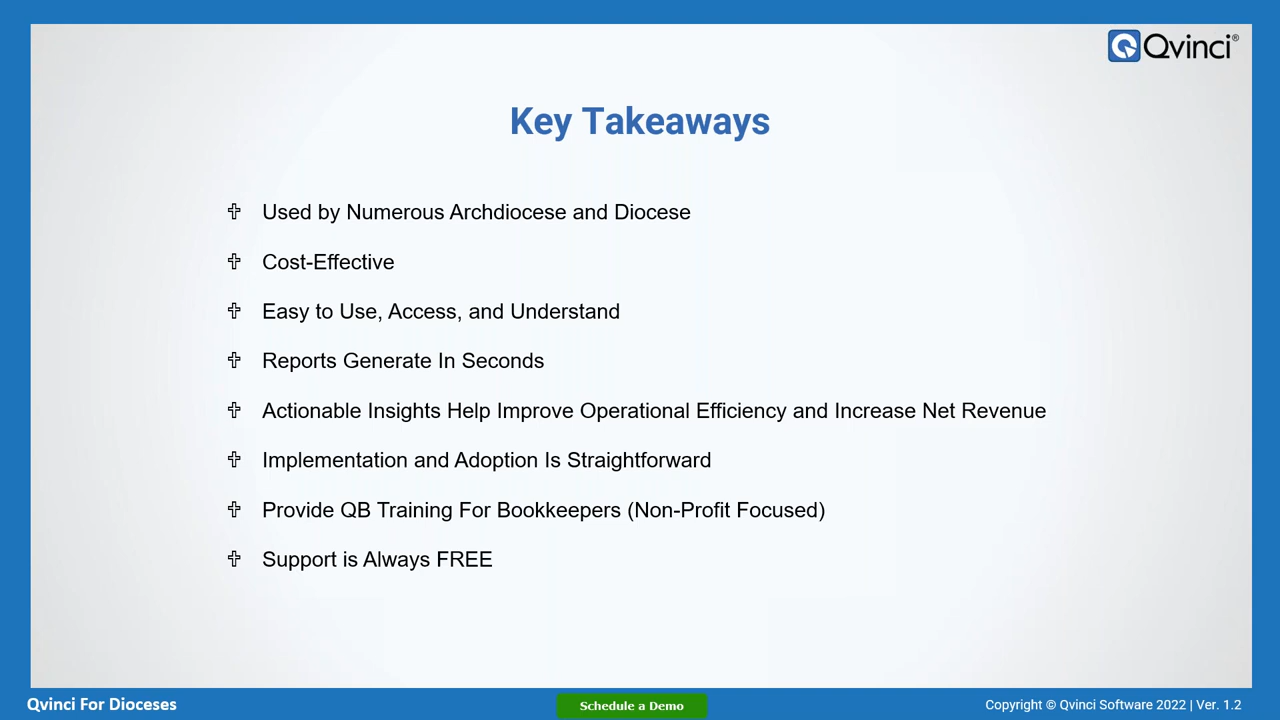 Qvinci®
Key Takeaways
✞ Used by Numerous Archdiocese and Diocese
✞ Cost-Effective
✞ Easy to Use, Access, and Understand
✞ Reports Generate In Seconds
✞ Actionable Insights Help Improve Operational Efficiency and Increase Net Revenue
✞ Implementation and Adoption Is Straightforward
✞ Provide QB Training For Bookkeepers (Non-Profit Focused)
✞ Support is Always FREE
Qvinci For Dioceses
Schedule a Demo
Copyright © Qvinci Software 2022 | Ver. 1.2